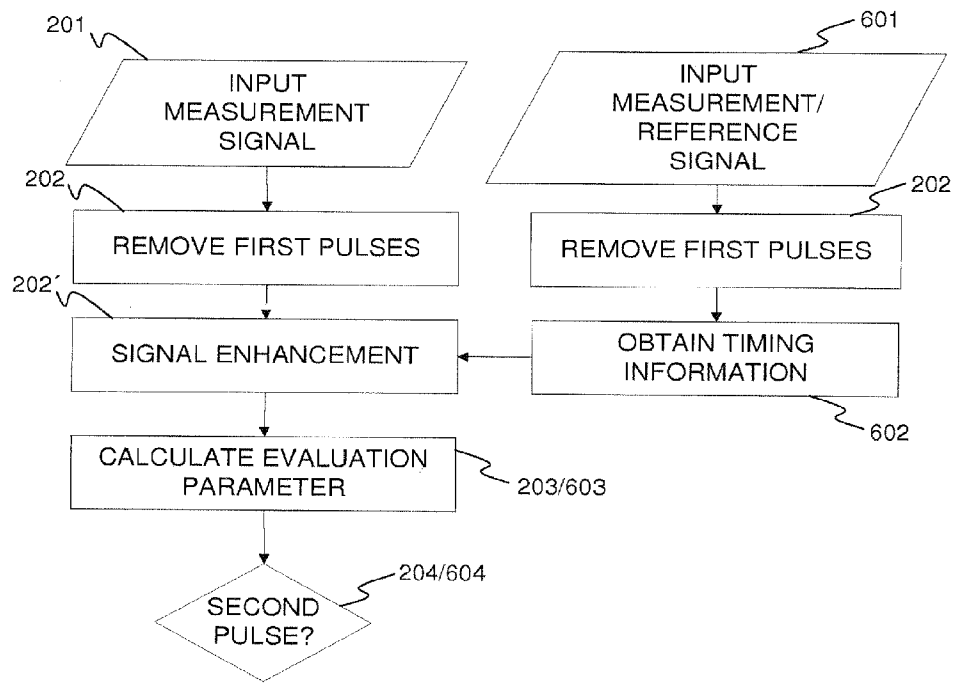 201
INPUT
MEASUREMENT
SIGNAL
601
INPUT
MEASUREMENT/
REFERENCE
SIGNAL
202
REMOVE FIRST PULSES
202
REMOVE FIRST PULSES
202´
SIGNAL ENHANCEMENT
OBTAIN TIMING
INFORMATION
602
CALCULATE EVALUATION
PARAMETER
203/603
204/604
SECOND
PULSE?